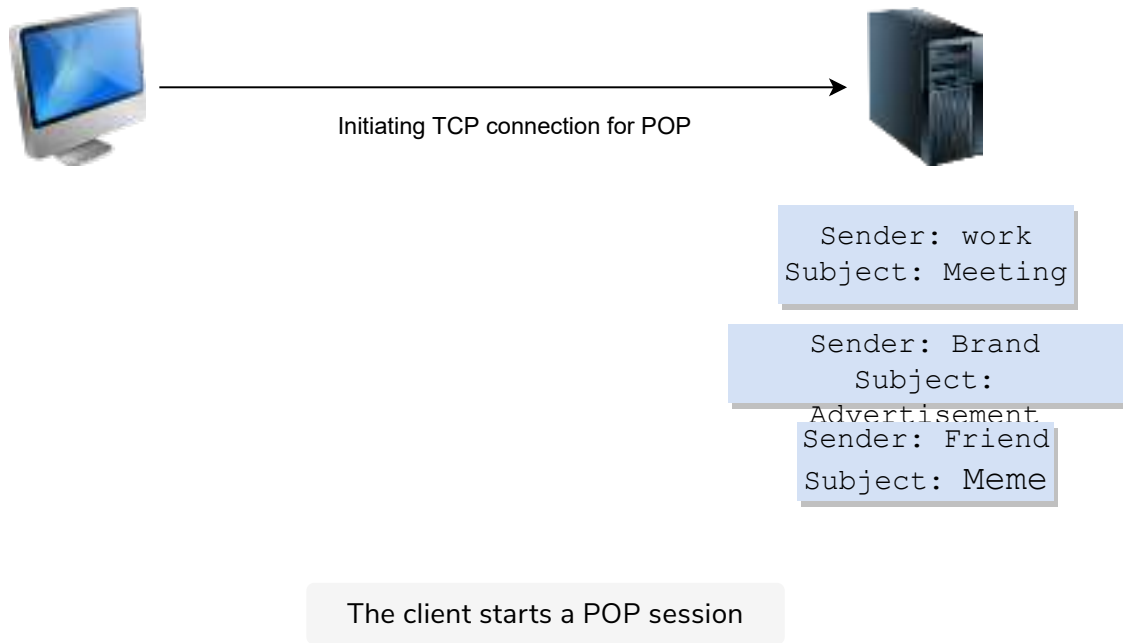 Initiating TCP connection for POP
Sender: work
Subject: Meeting
Sender: Brand
Subject:
Advertisement
Sender: Friend
Subject: Meme
The client starts a POP session